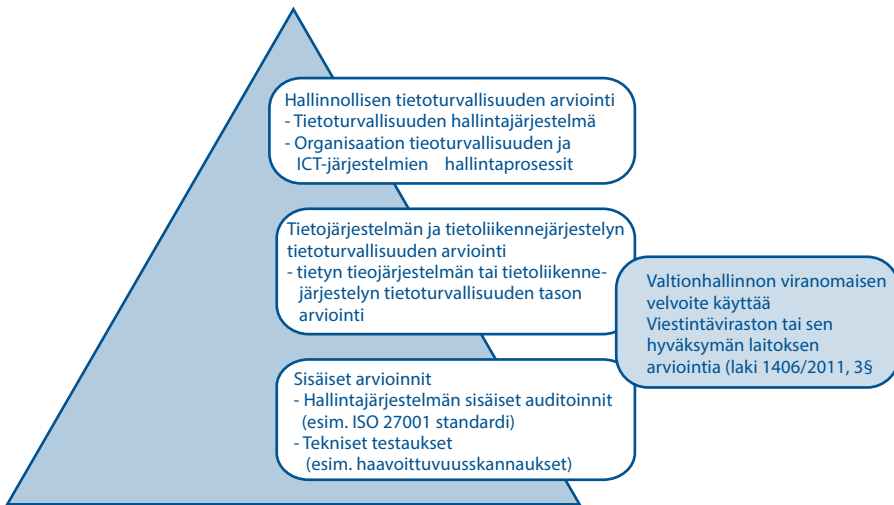 Hallinnollisen tietoturvallisuuden arviointi
- Tietoturvallisuuden hallintajärjestelmä
- Organisaation tieoturvallisuuden ja
ICT-järjestelmien hallintaprosessit
Tietojärjestelmän ja tietoliikennejärjestelyn
tietoturvallisuuden arviointi
- tietyn tieojärjestelmän tai tietoliikenne-
järjestelyn tietoturvallisuuden tason
arviointi
Valtionhallinnon viranomaisen
velvoite käyttää
Viestintäviraston tai sen
hyväksymän laitoksen
arviointia (laki 1406/2011, 3§
Sisäiset arvioinnit
- Hallintajärjestelmän sisäiset auditoinnit
(esim. ISO 27001 standardi)
- Tekniset testaukset
(esim. haavoittuvuusskannaukset)